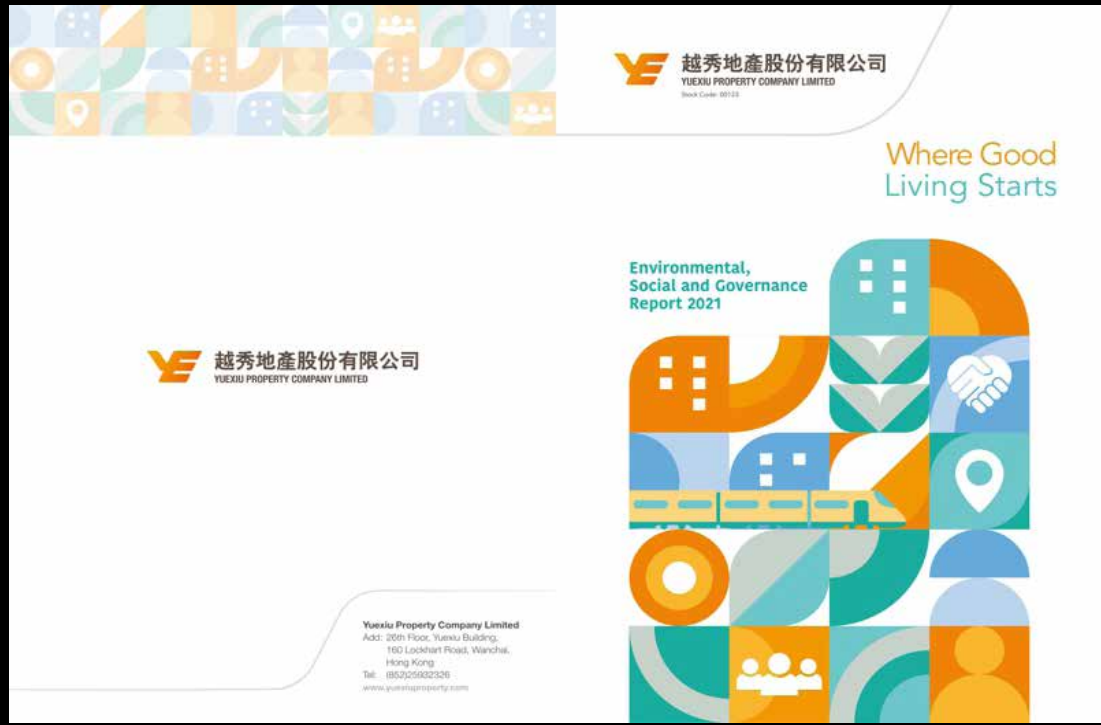 越秀地產股份有限公司
YUEXIU PROPERTY COMPANY LIMITED
Yuexiu Property Company Limited
Add: 26th Floor, Yuexiu Building,
160 Lockhart Road, Wanchai,
Hong Kong
Tel: (852)25932326
www.yuexiuproperty.com
越秀地產股份有限公司
YUEXIU PROPERTY COMPANY LIMITED
Stock Code: 00123
Where Good
Living Starts
Environmental,
Social and Governance
Report 2021